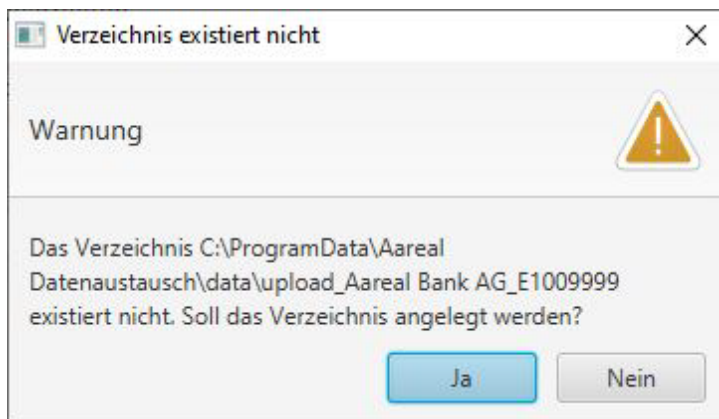 Verzeichnis existiert nicht
Warnung
Das Verzeichnis C:\ProgramData\Aareal
Datenaustausch\data\upload_Aareal Bank AG_E1009999
existiert nicht. Soll das Verzeichnis angelegt werden?
Ja Nein